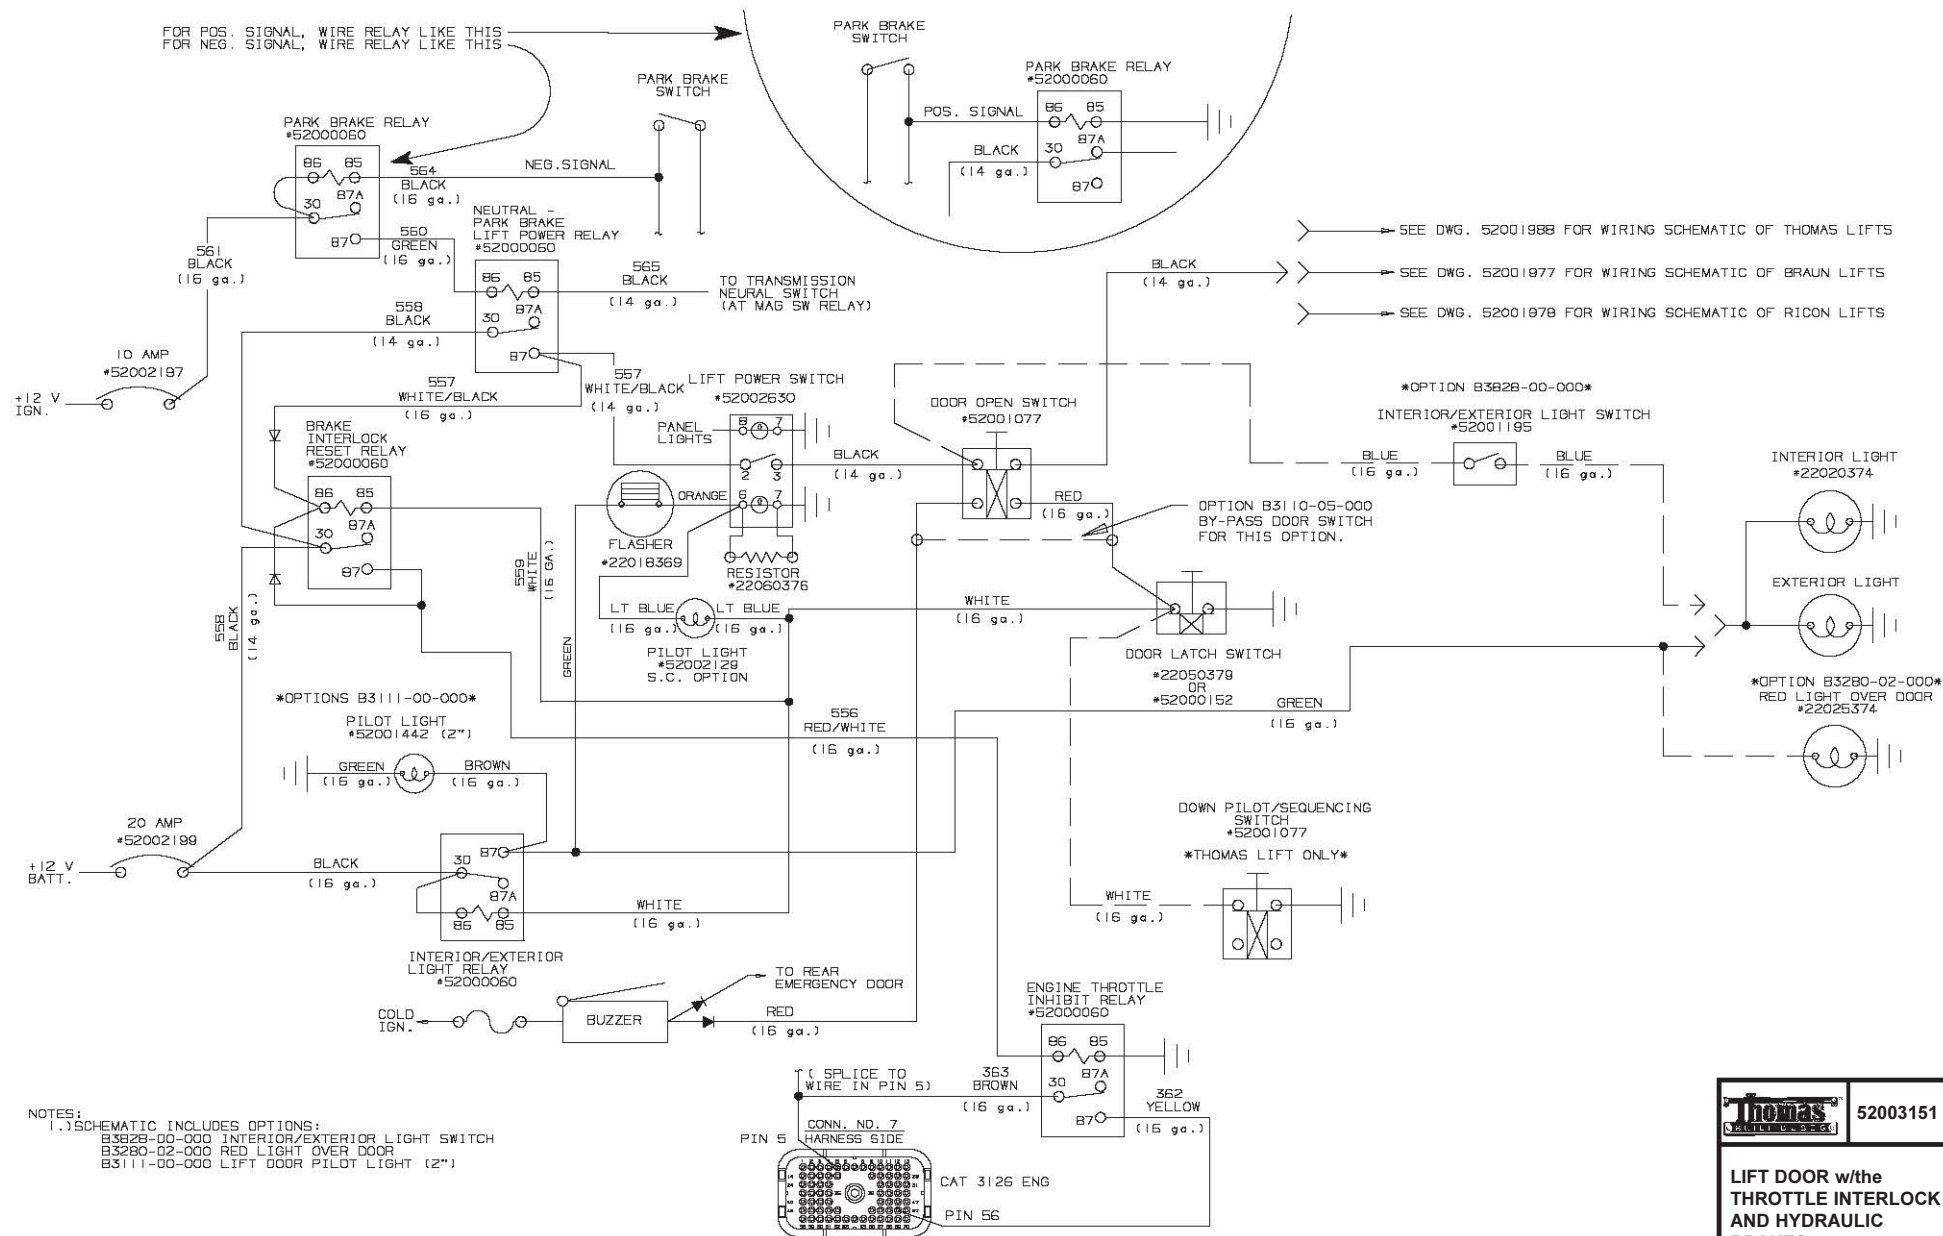 FOR POS. SIGNAL, WIRE RELAY LIKE THIS
FOR NEG. SIGNAL, WIRE RELAY LIKE THIS
PARK BRAKE
SWITCH
PARK BRAKE RELAY
*52000060
86 85
POS. SIGNAL
87A
30
BLACK
(14 ga.)
87
PARK BRAKE
SWITCH
PARK BRAKE RELAY
*52000060
86 85
30
87A
87
564
BLACK
(16 ga.)
NEG.SIGNAL
561
BLACK
(16 ga.)
560
GREEN
(16 ga.)
NEUTRAL -
PARK BRAKE
LIFT POWER RELAY
*52000060
86 85
30
87A
87
565
BLACK
(14 ga.)
TO TRANSMISSION
NEURAL SWITCH
(AT MAG SW RELAY)
558
BLACK
(14 ga.)
BLACK
(14 ga.)
SEE DWG. 52001988 FOR WIRING SCHEMATIC OF THOMAS LIFTS
SEE DWG. 52001977 FOR WIRING SCHEMATIC OF BRAUN LIFTS
SEE DWG. 52001978 FOR WIRING SCHEMATIC OF RICON LIFTS
10 AMP
*52002197
+12 V
IGN.
557
WHITE/BLACK
(16 ga.)
557
WHITE/BLACK
(14 ga.)
LIFT POWER SWITCH
*52002630
PANEL
LIGHTS
8 7
2 3
6 7
BLACK
(14 ga.)
ORANGE
FLASHER
*22018369
RESISTOR
*22060376
DOOR OPEN SWITCH
*52001077
RED
(16 ga.)
OPTION B3110-05-000
BY-PASS DOOR SWITCH
FOR THIS OPTION.
*OPTION B3828-00-000*
INTERIOR/EXTERIOR LIGHT SWITCH
*52001195
BLUE
(16 ga.)
BLUE
(16 ga.)
INTERIOR LIGHT
*22020374
EXTERIOR LIGHT
*OPTION B3280-02-000*
RED LIGHT OVER DOOR
*22025374
BRAKE
INTERLOCK
RESET RELAY
*52000060
86 85
30
87A
87
559
WHITE
(16 GA.)
558
BLACK
(14 ga.)
GREEN
LT BLUE
(16 ga.)
LT BLUE
(16 ga.)
PILOT LIGHT
*52002129
S.C. OPTION
WHITE
(16 ga.)
DOOR LATCH SWITCH
*22050379
OR
*52000152
GREEN
(16 ga.)
556
RED/WHITE
(16 ga.)
*OPTIONS B3111-00-000*
PILOT LIGHT
*52001442 (2")
GREEN
(16 ga.)
BROWN
(16 ga.)
20 AMP
*52002199
+12 V
BATT.
BLACK
(16 ga.)
87
30
87A
86 85
WHITE
(16 ga.)
INTERIOR/EXTERIOR
LIGHT RELAY
*52000060
DOWN PILOT/SEQUENCING
SWITCH
*52001077
*THOMAS LIFT ONLY*
WHITE
(16 ga.)
COLD
IGN.
BUZZER
TO REAR
EMERGENCY DOOR
RED
(16 ga.)
ENGINE THROTTLE
INHIBIT RELAY
*52000060
86 85
30
87A
87
( SPLICE TO
WIRE IN PIN 5)
363
BROWN
(16 ga.)
362
YELLOW
(16 ga.)
CONN. NO. 7
HARNESS SIDE
PIN 5
CAT 3126 ENG
PIN 56
NOTES:
1.)SCHEMATIC INCLUDES OPTIONS:
B3828-00-000 INTERIOR/EXTERIOR LIGHT SWITCH
B3280-02-000 RED LIGHT OVER DOOR
B3111-00-000 LIFT DOOR PILOT LIGHT (2")
Thomas
BUILT BUSES
52003151
LIFT DOOR w/the
THROTTLE INTERLOCK
AND HYDRAULIC